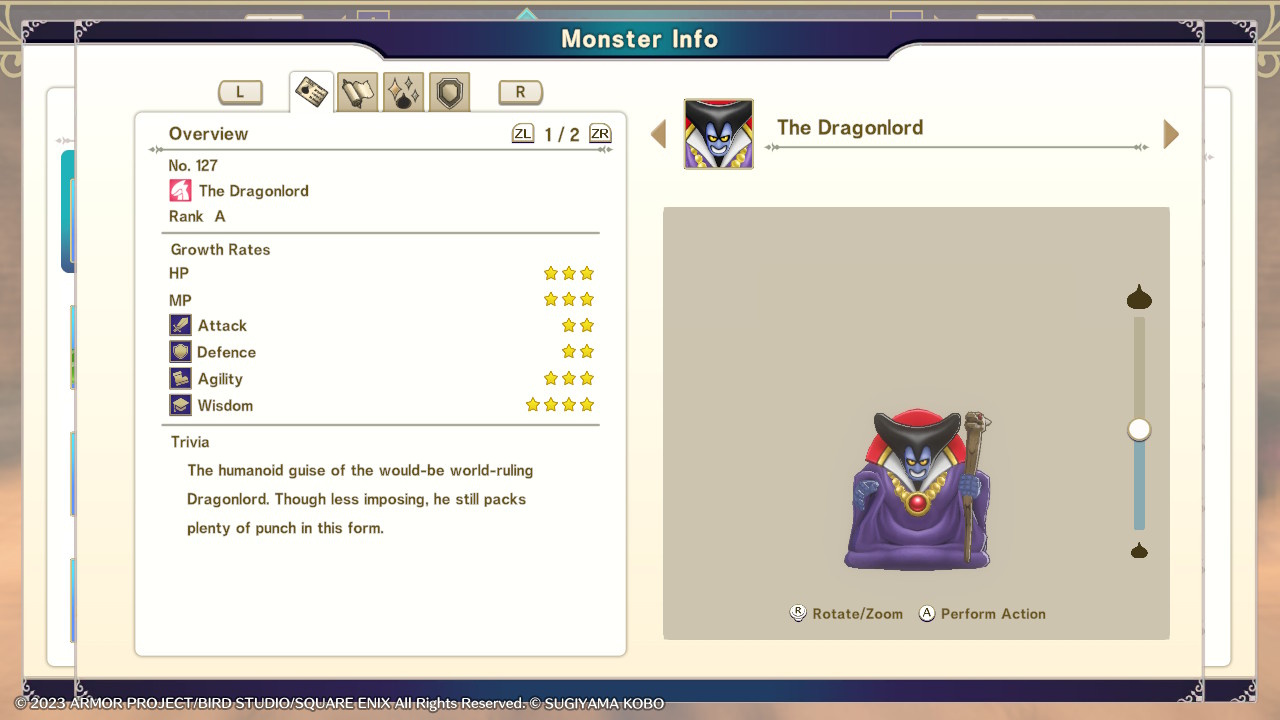 Monster Info
L
R
Overview
ZL 1 / 2 ZR
No. 127
The Dragonlord
Rank A
Growth Rates
HP
MP
Attack
Defence
Agility
Wisdom
Trivia
The humanoid guise of the would-be world-ruling
Dragonlord. Though less imposing, he still packs
plenty of punch in this form.
The Dragonlord
R Rotate/Zoom A Perform Action
© 2023 ARMOR PROJECT/BIRD STUDIO/SQUARE ENIX All Rights Reserved. © SUGIYAMA KOBO